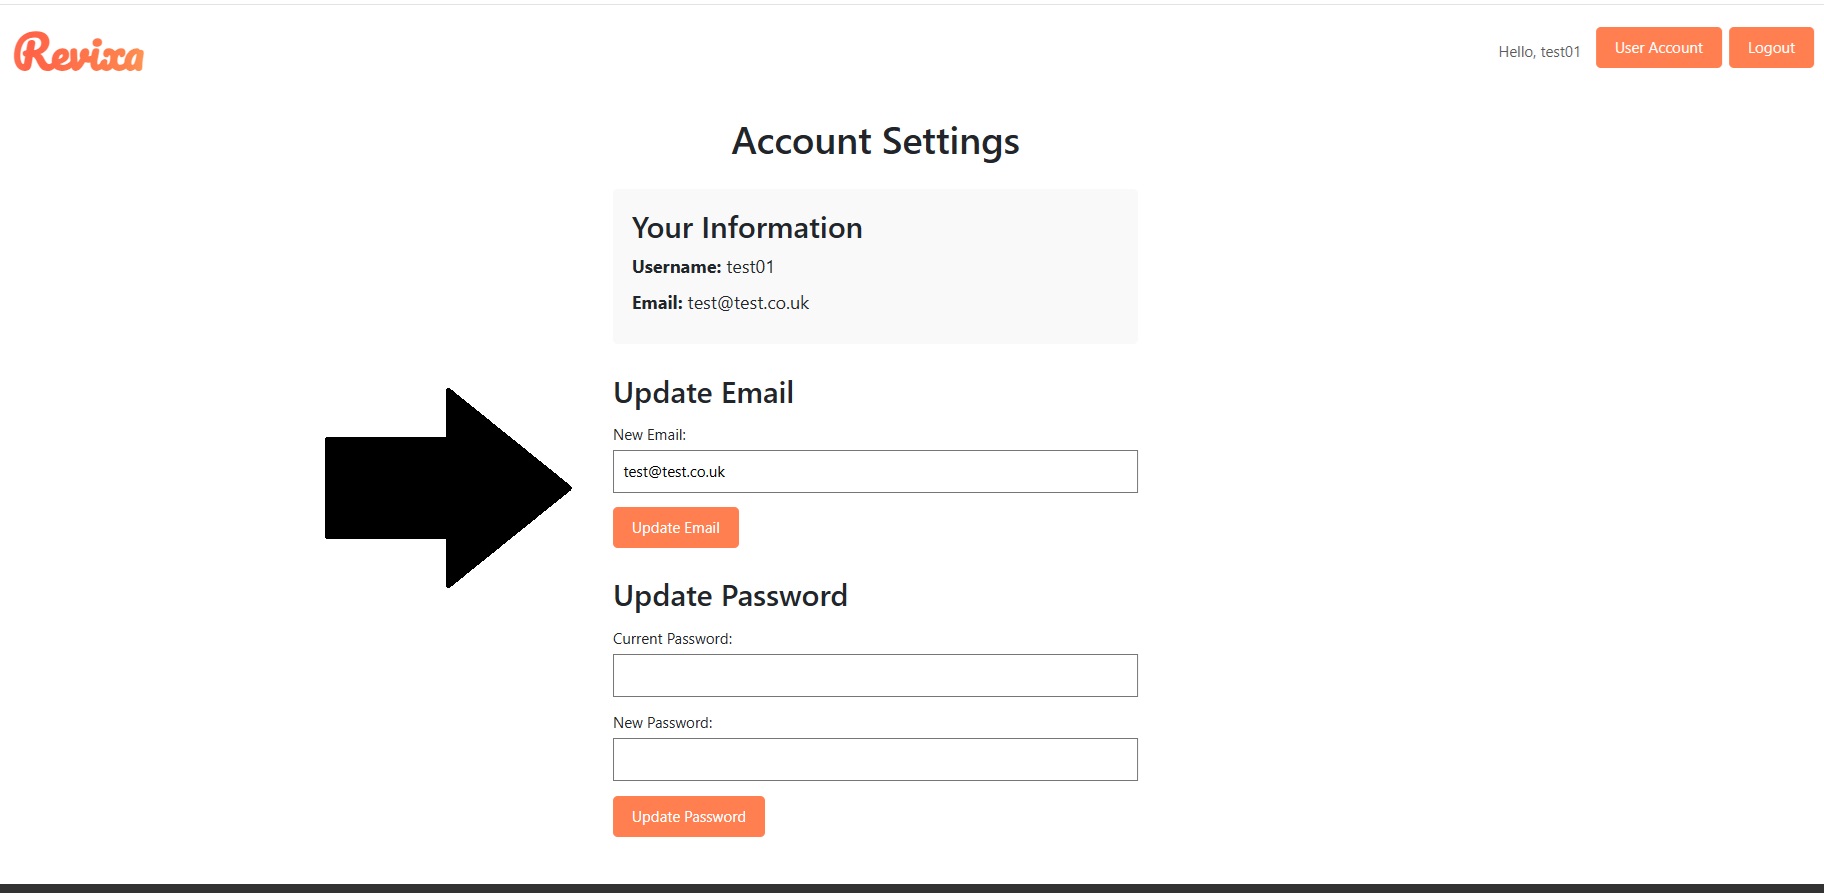 Revixa
Hello, test01
User Account
Logout
Account Settings
Your Information
Username: test01
Email: test@test.co.uk
Update Email
New Email:
test@test.co.uk
Update Email
Update Password
Current Password:
New Password:
Update Password